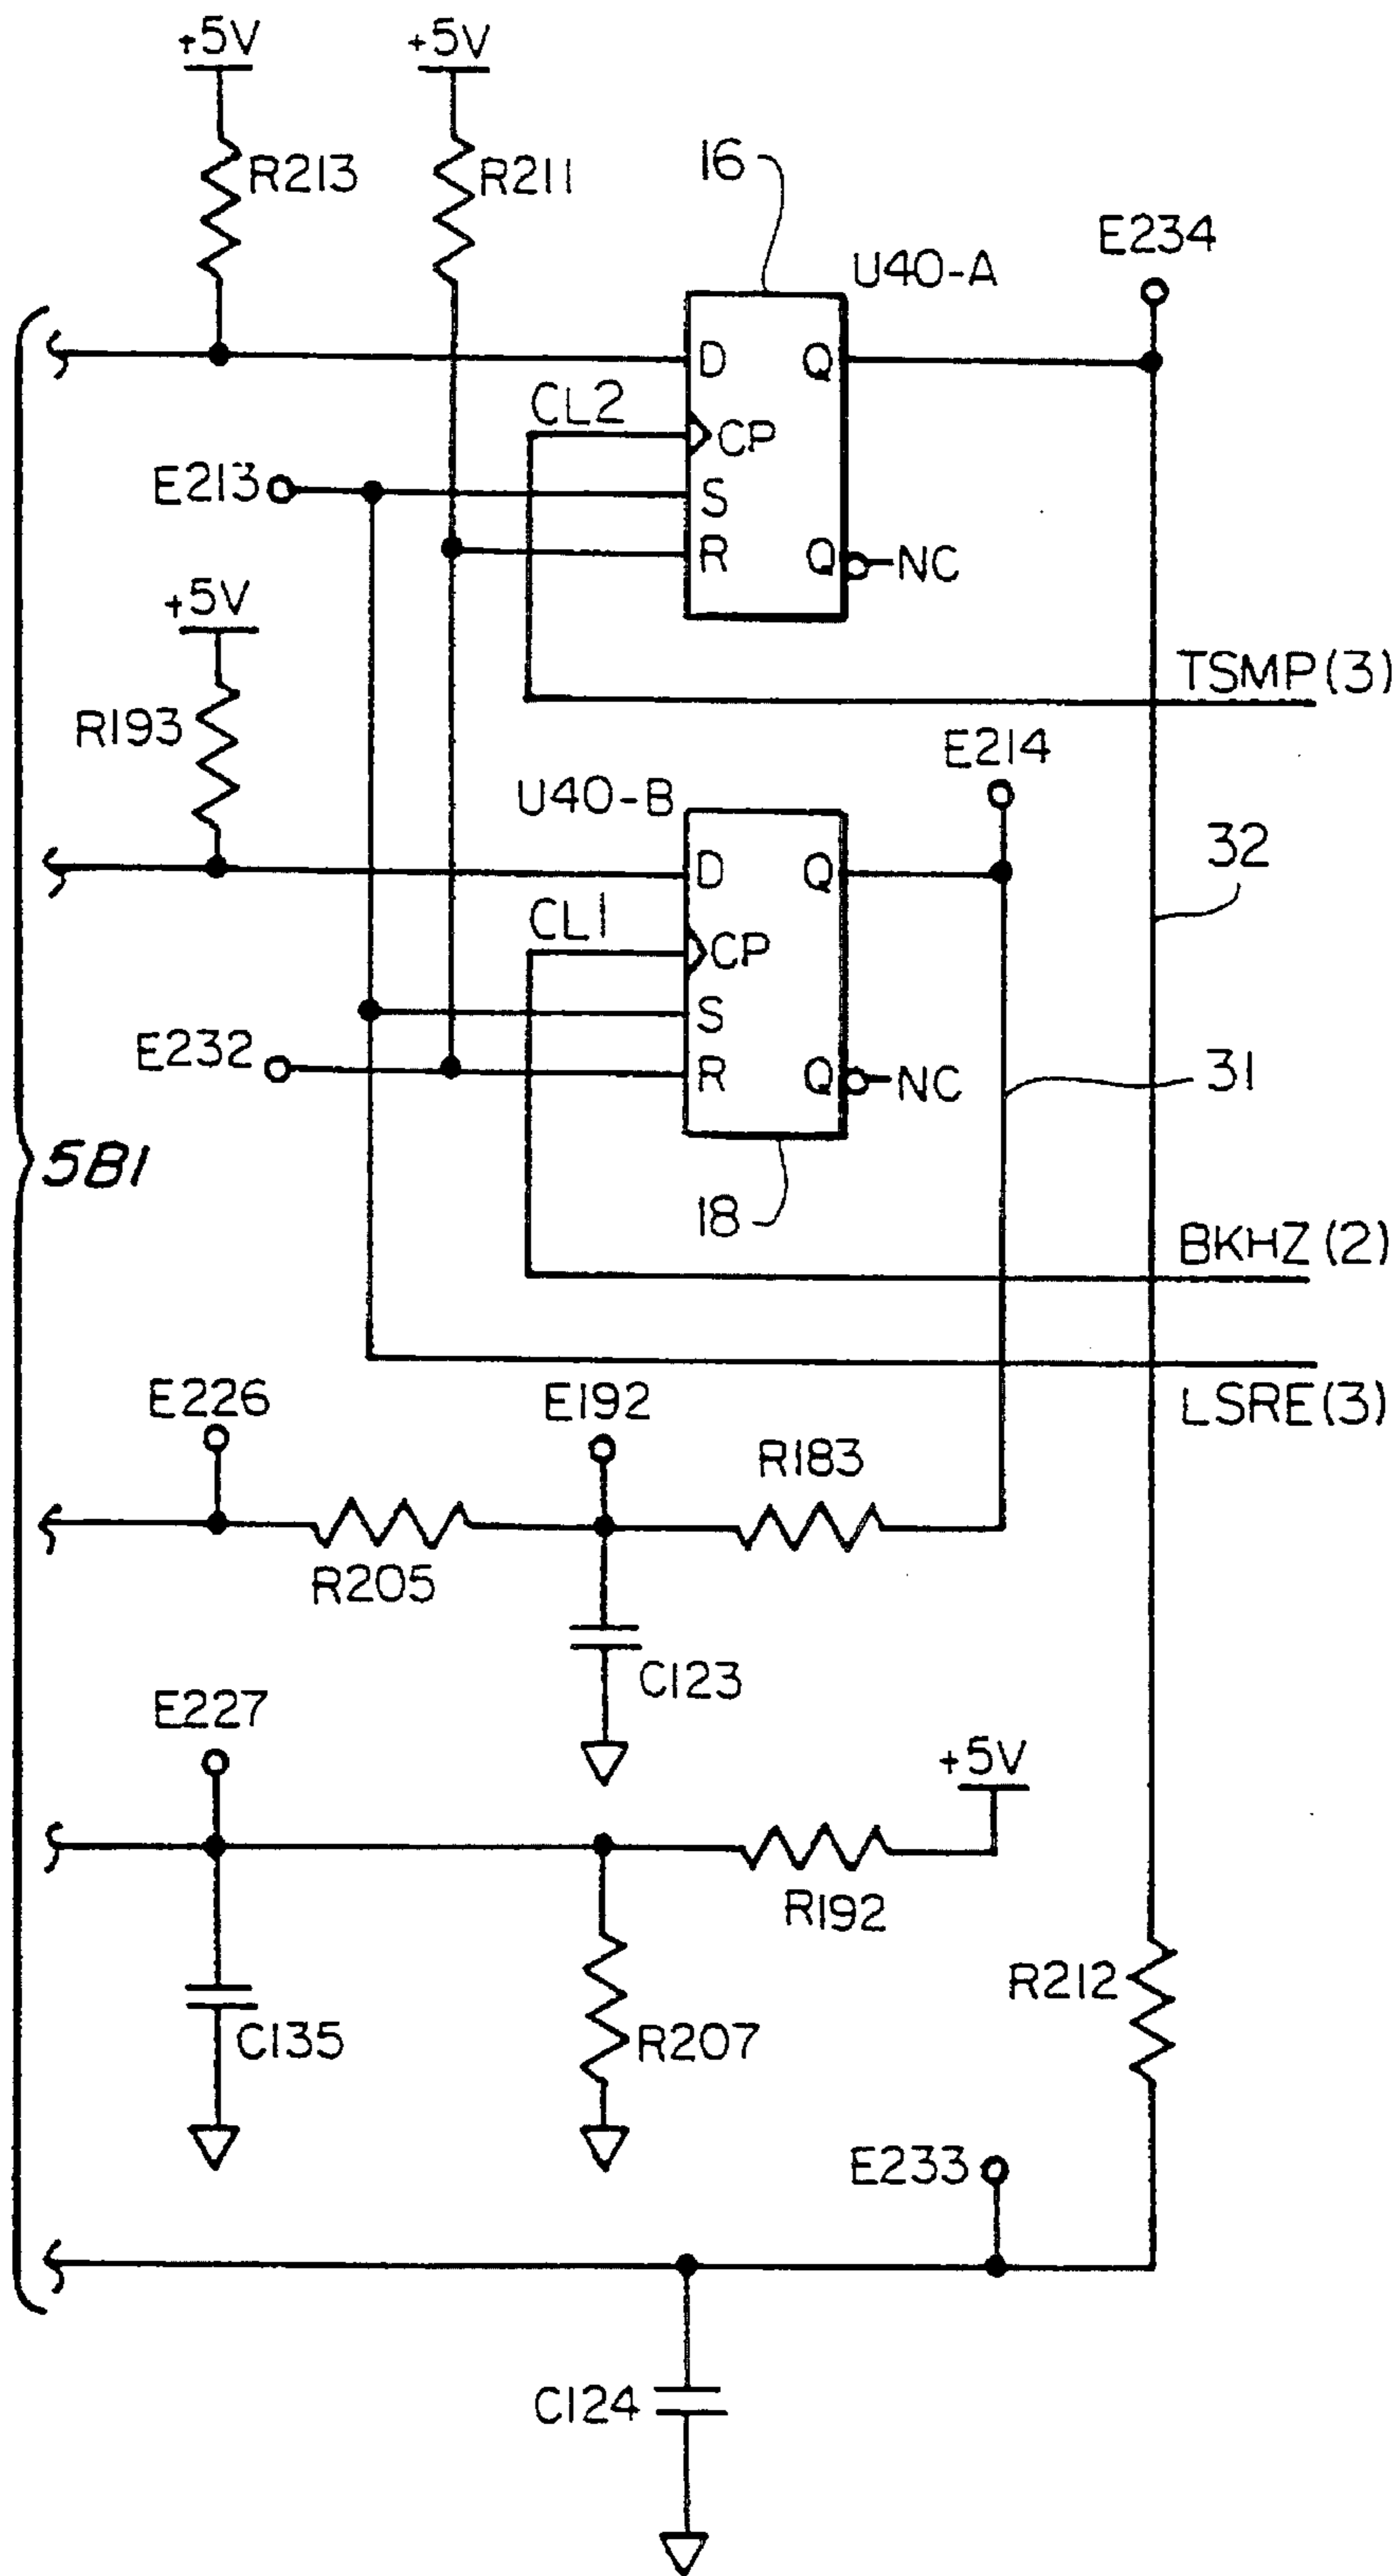 +5V +5V
R213 R211
16
U40-A
E234
D Q
CL2
CP
E213
S
R Q NC
+5V
TSMP(3)
R193
E214
U40-B
32
D Q
CL1
CP
S
E232
R Q NC
31
5B1
18
BKHZ(2)
LSRE(3)
E226 E192
R183
R205
C123
E227
+5V
R192
R212
C135 R207
E233
C124